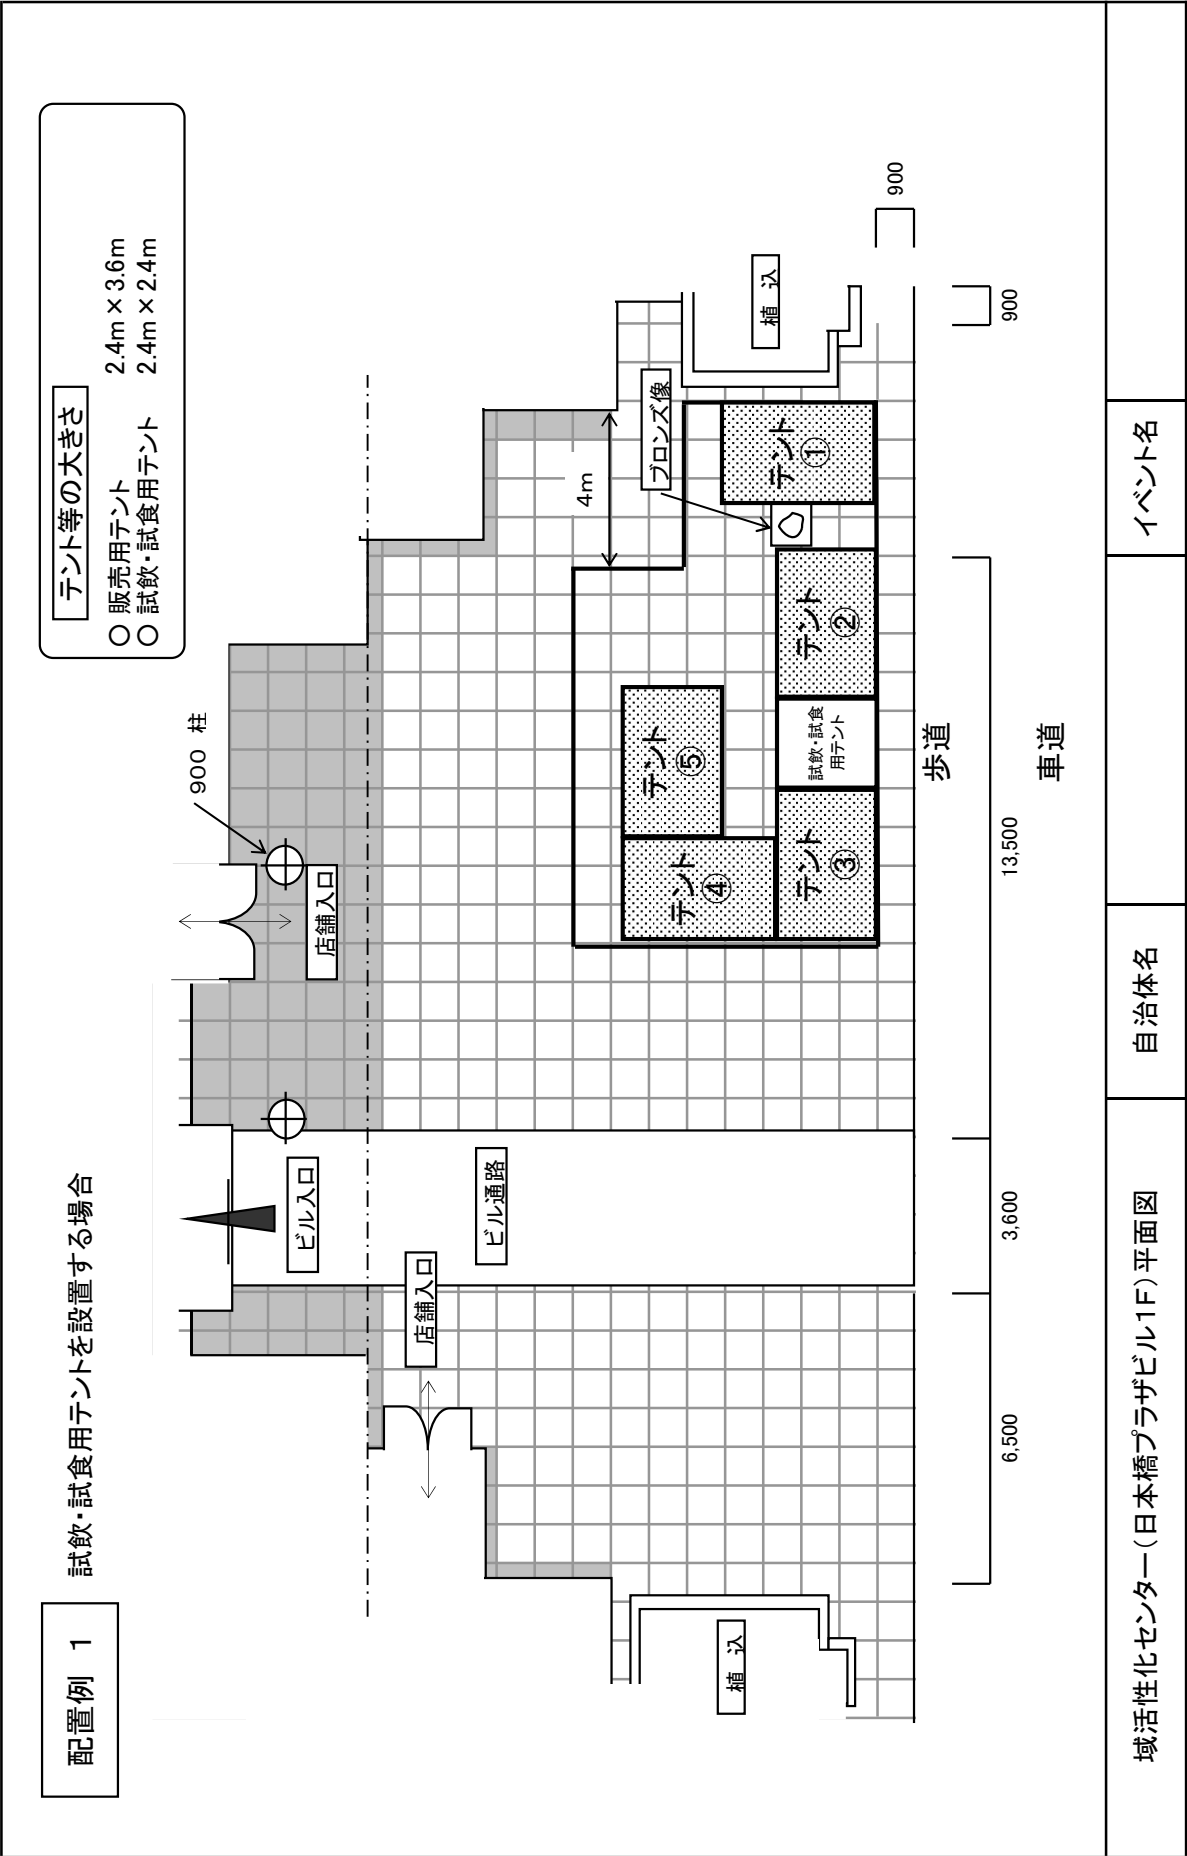 配置例 1
試飲・試食用テントを設置する場合
テント等の大きさ
○ 販売用テント 2.4m×3.6m
○ 試飲・試食用テント 2.4m×2.4m
900 柱
店舗入口
ビル入口
ビル通路
店舗入口
4m
ブロンズ像
植 込
植 込
テント
①
テント
②
テント
③
テント
④
テント
⑤
試飲・試食
用テント
歩道
車道
900
900
6,500
3,600
13,500
域活性化センター(日本橋プラザビル1F)平面図
自治体名
イベント名